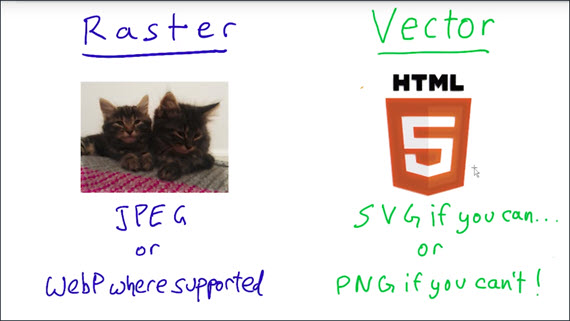 Raster
JPEG
or
WebP where supported
Vector
HTML
5
SVG if you can...
or
PNG if you can't!